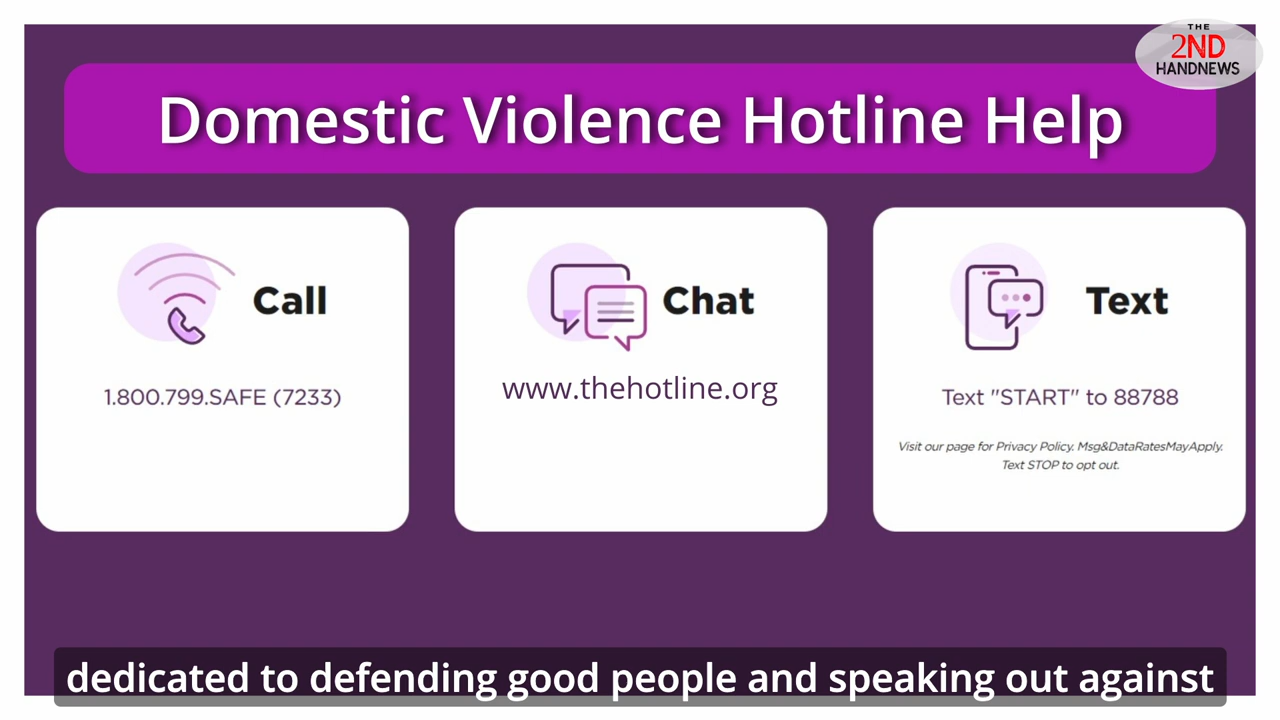 THE
2ND
HANDNEWS
Domestic Violence Hotline Help
Call
1.800.799.SAFE (7233)
Chat
www.thehotline.org
Text
Text "START" to 88788
Visit our page for Privacy Policy. Msg&DataRatesMayApply.
Text STOP to opt out.
dedicated to defending good people and speaking out against